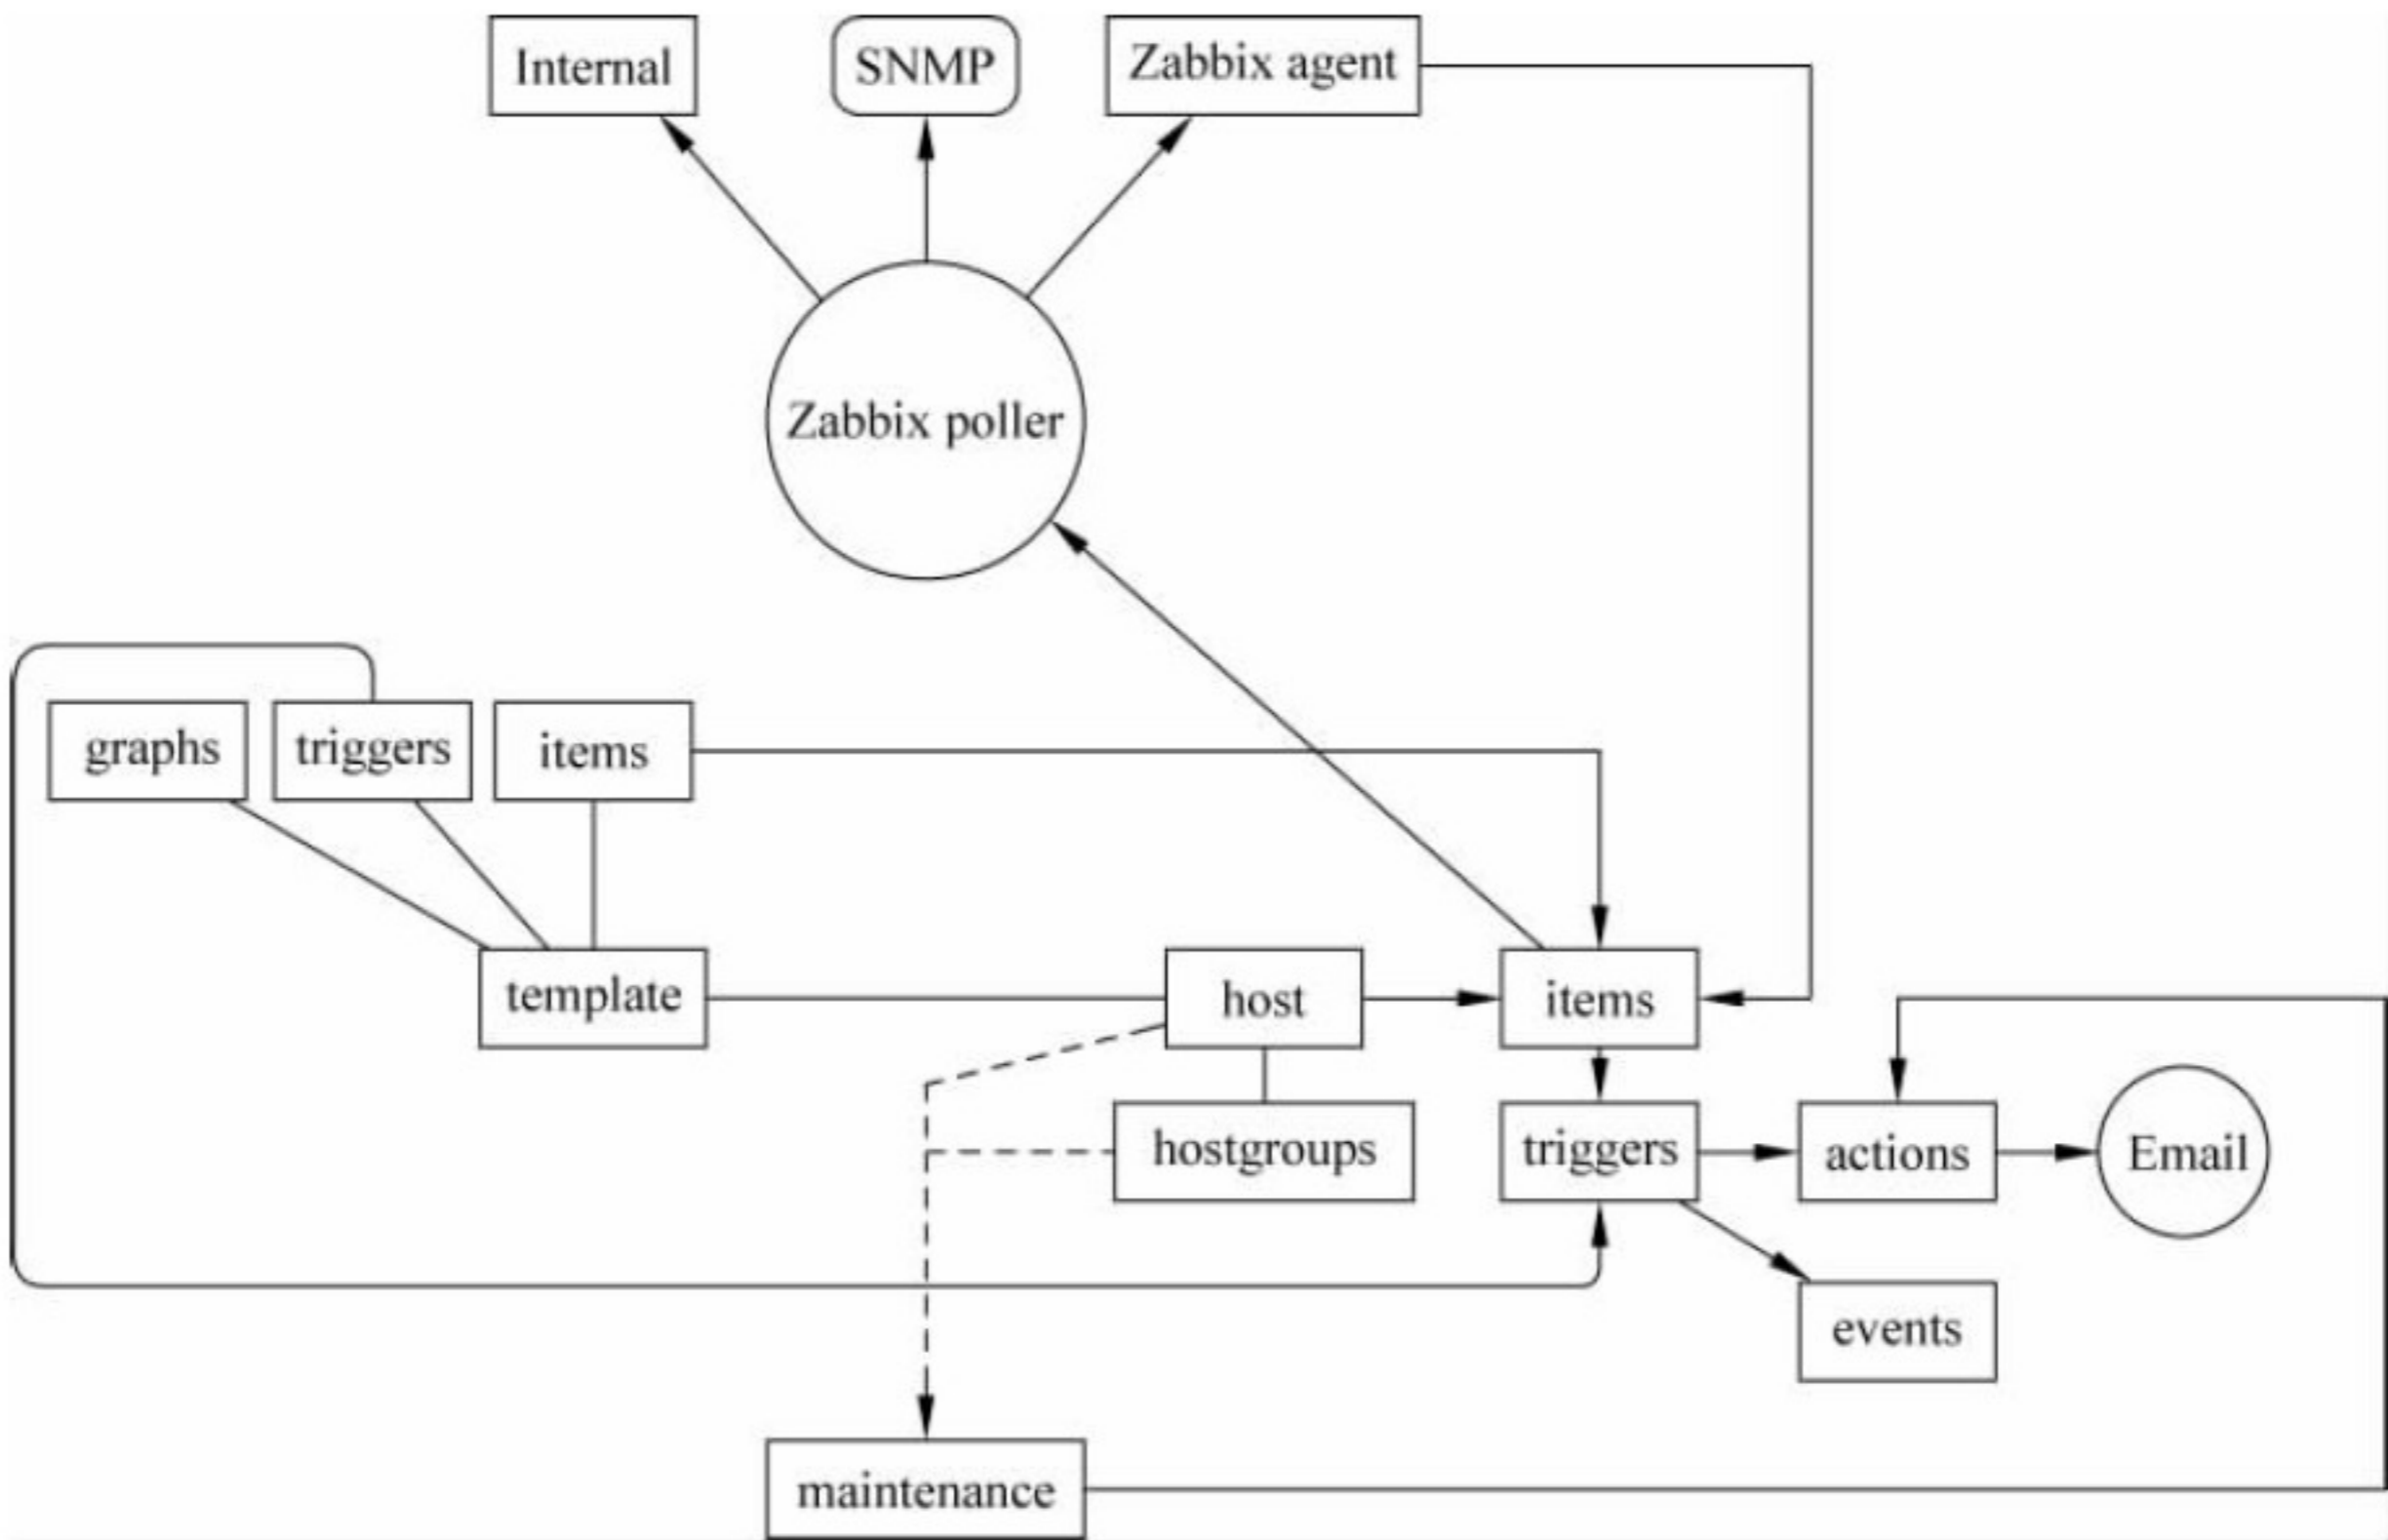 Internal
SNMP
Zabbix agent
Zabbix poller
graphs
triggers
items
template
host
items
hostgroups
triggers
actions
Email
events
maintenance